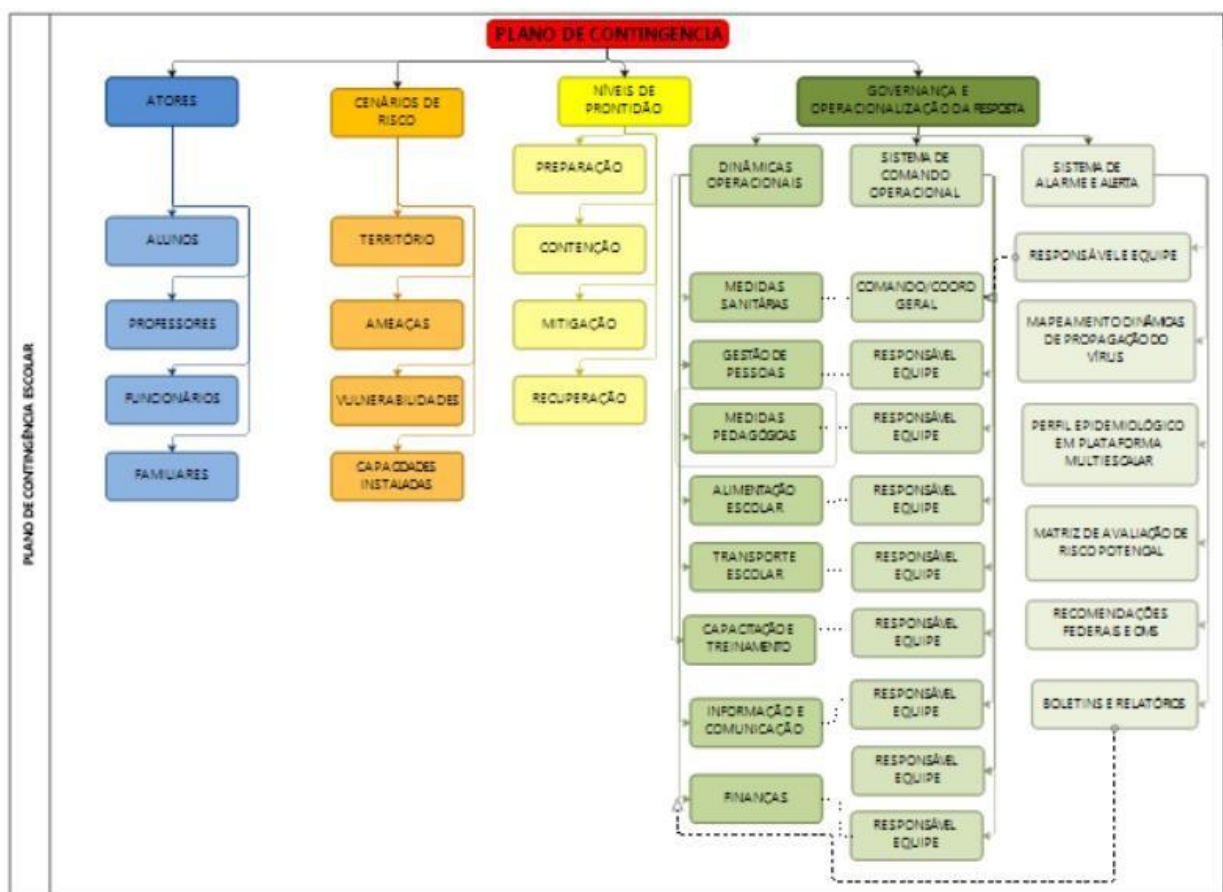 PLANO DE CONTINGENCIA
PLANO DE CONTINGÊNCIA ESCOLAR
ATORES
ALUNOS
PROFESSORES
FUNCIONÁRIOS
FAMILIARES
CENÁRIOS DE
RISCO
TERRITÓRIO
AMEAÇAS
VULNERABILIDADES
CAPACIDADES
INSTALADAS
NÍVEIS DE
PRONTIDÃO
PREPARAÇÃO
CONTENÇÃO
MITIGAÇÃO
RECUPERAÇÃO
GOVERNANÇA E
OPERACIONALIZAÇÃO DA RESPOSTA
DINÂMICAS
OPERACIONAIS
MEDIDAS
SANITÁRIAS
GESTÃO DE
PESSOAS
MEDIDAS
PEDAGÓGICAS
ALIMENTAÇÃO
ESCOLAR
TRANSPORTE
ESCOLAR
CAPACITAÇÃO E
TREINAMENTO
INFORMAÇÃO E
COMUNICAÇÃO
FINANÇAS
SISTEMA DE
COMANDO
OPERACIONAL
COMANDO/COORD
GERAL
RESPONSÁVEL
EQUIPE
RESPONSÁVEL
EQUIPE
RESPONSÁVEL
EQUIPE
RESPONSÁVEL
EQUIPE
RESPONSÁVEL
EQUIPE
RESPONSÁVEL
EQUIPE
RESPONSÁVEL
EQUIPE
RESPONSÁVEL
EQUIPE
SISTEMA DE
ALARME E ALERTA
RESPONSÁVEL E EQUIPE
MAPEAMENTO DINÂMICAS
DE PROPAGAÇÃO DO
VÍRUS
PERFIL EPIDEMIOLÓGICO
EM PLATAFORMA
MULTIESCALAR
MATRIZ DE AVALIAÇÃO DE
RISCO POTENCIAL
RECOMENDAÇÕES
FEDERAIS E OMS
BOLETINS E RELATÓRIOS